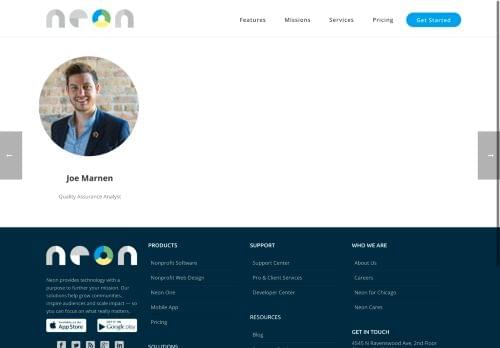 neon
Features
Missions
Services
Pricing
Get Started
←
→
Joe Marnen
Quality Assurance Analyst
neon
Neon provides technology with a
purpose to further your mission. Our
solutions help grow communities,
inspire audiences and scale impact — so
you can focus on what really matters.
Available on the
App Store
GET IT ON
Google play
PRODUCTS
Nonprofit Software
Nonprofit Web Design
Neon One
Mobile App
Pricing
SOLUTIONS
SUPPORT
Support Center
Pro & Client Services
Developer Center
RESOURCES
Blog
WHO WE ARE
About Us
Careers
Neon for Chicago
Neon Cares
GET IN TOUCH
4545 N Ravenswood Ave, 2nd Floor